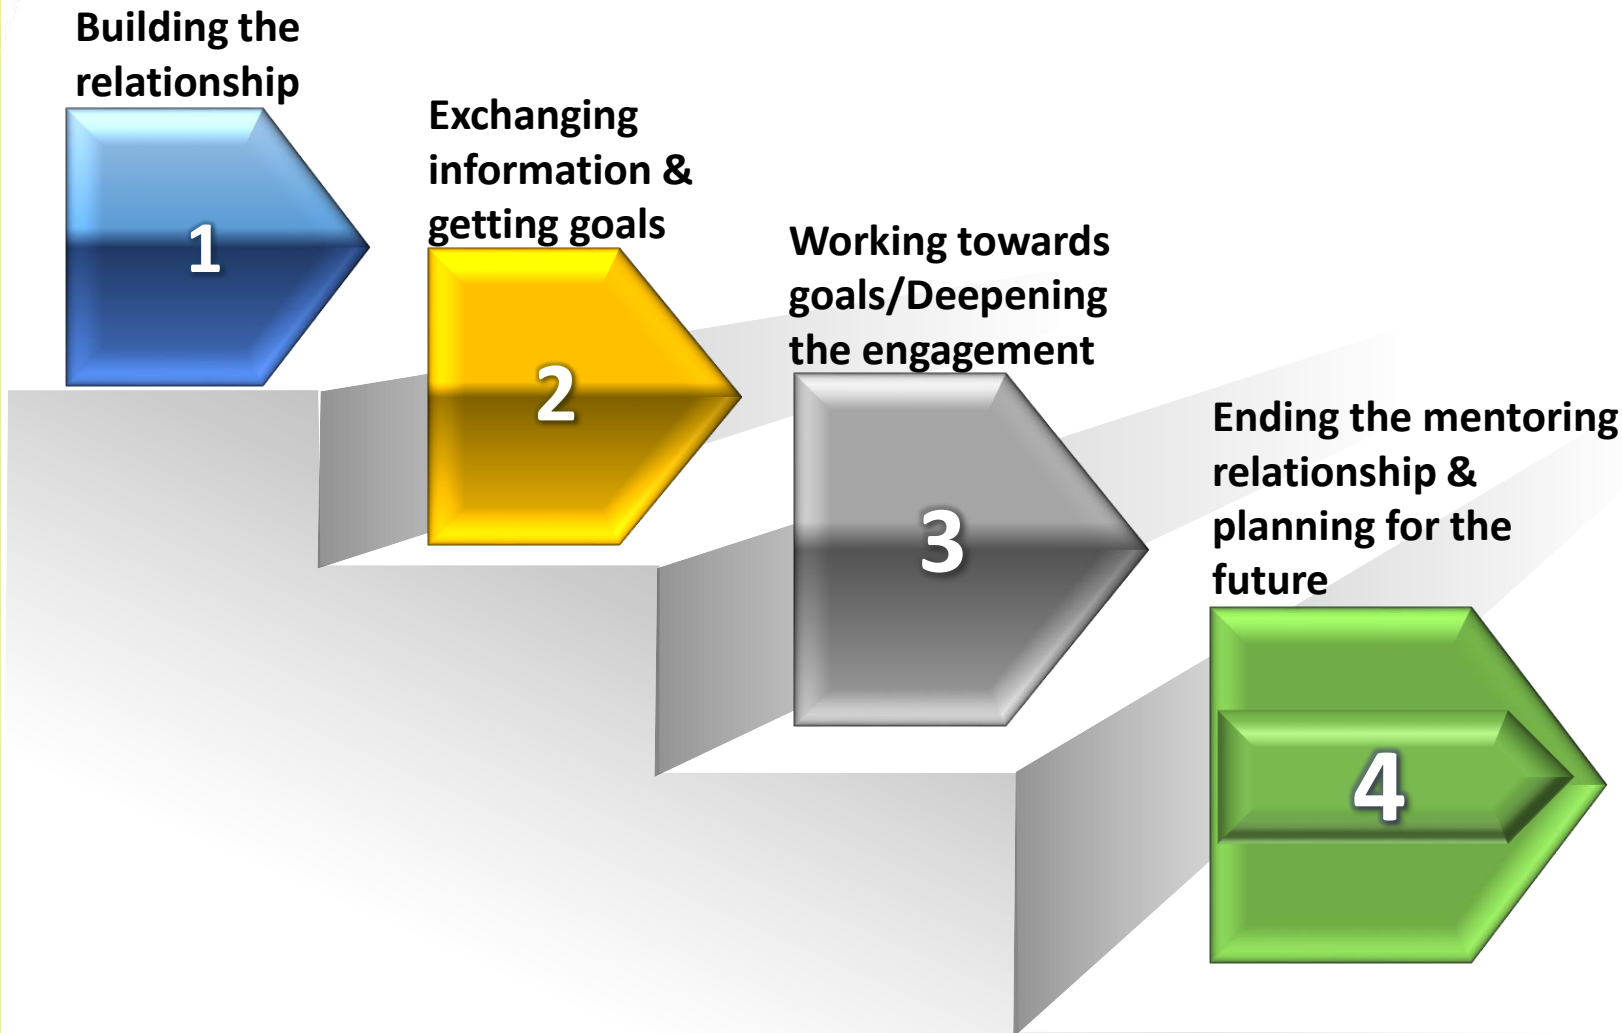 Building the
relationship
1
Exchanging
information &
getting goals
2
Working towards
goals/Deepening
the engagement
3
Ending the mentoring
relationship &
planning for the
future
4